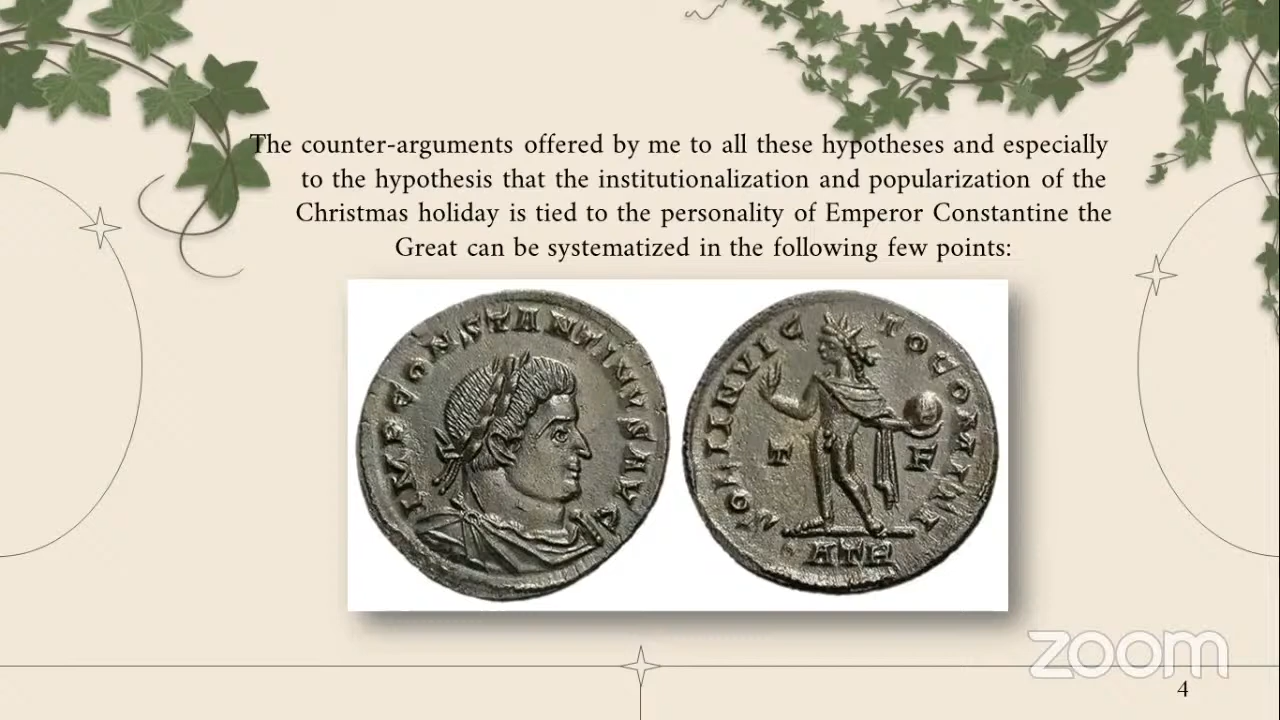 The counter-arguments offered by me to all these hypotheses and especially
to the hypothesis that the institutionalization and popularization of the
Christmas holiday is tied to the personality of Emperor Constantine the
Great can be systematized in the following few points:
IMP CONSTANTINVS AVG
SOLI INVICTO COMITI
T F
ATR
zoom
4